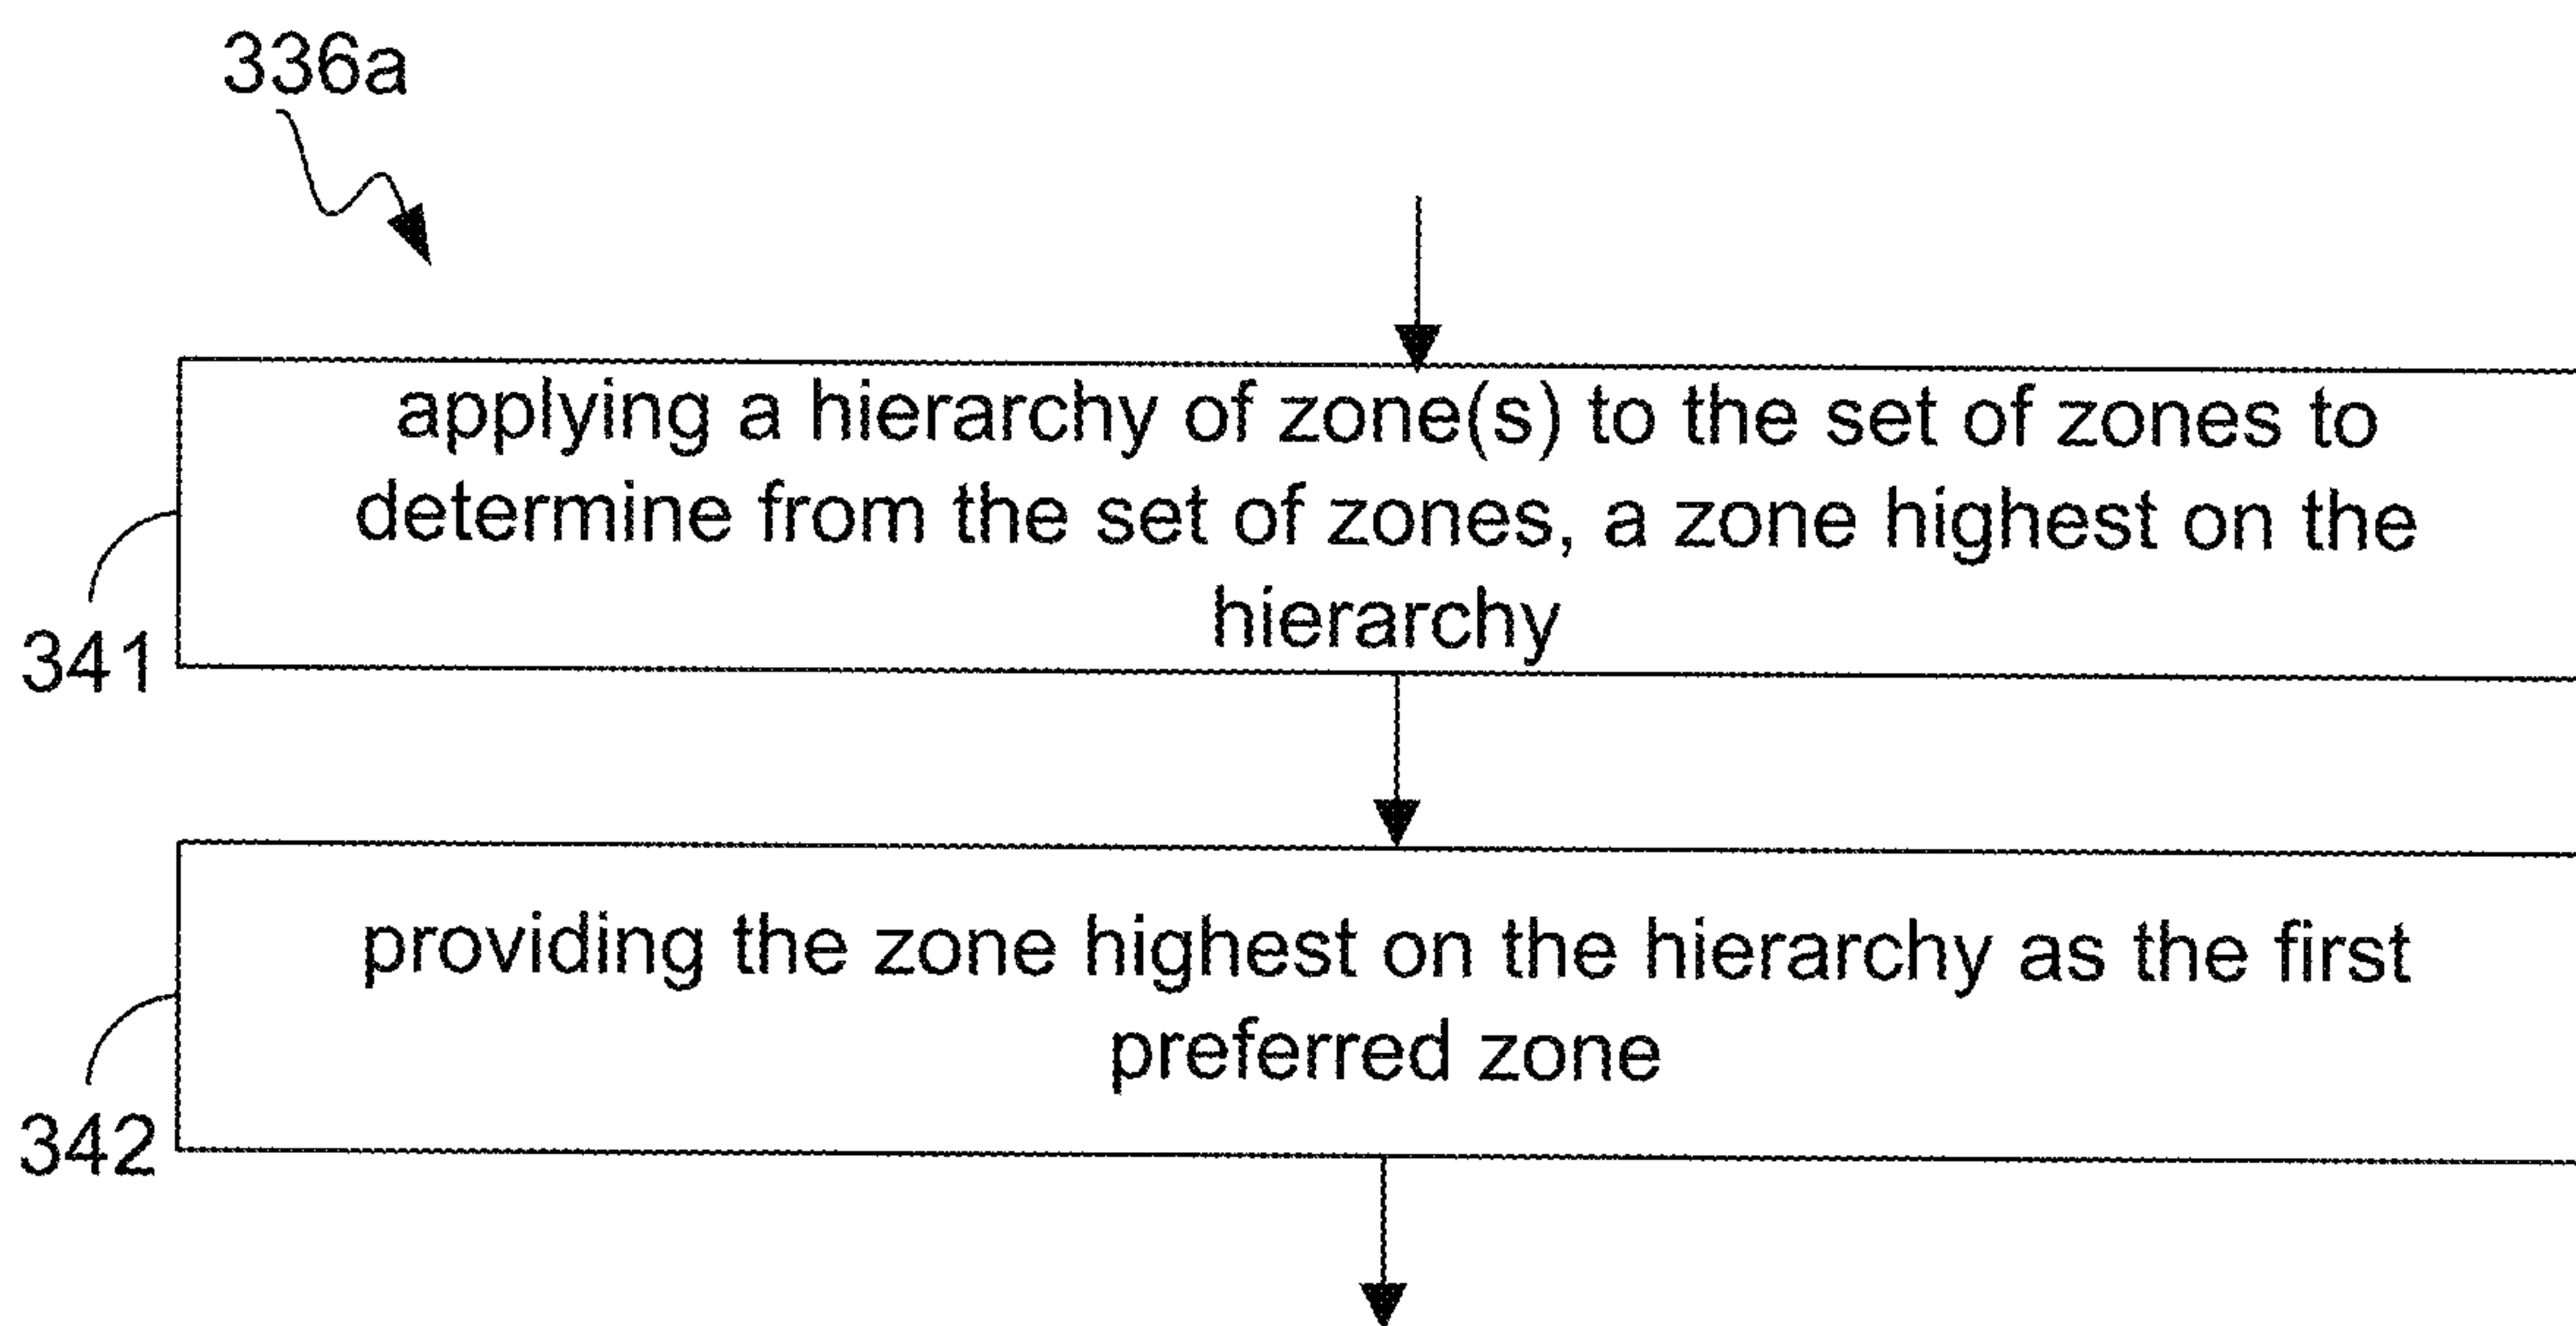 336a
applying a hierarchy of zone(s) to the set of zones to
determine from the set of zones, a zone highest on the
hierarchy
341
providing the zone highest on the hierarchy as the first
preferred zone
342